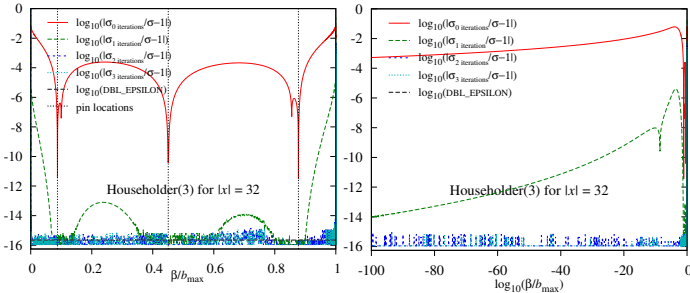 0
-2
-4
-6
-8
-10
-12
-14
-16
log10(|σ0 iterations/σ−1|)
log10(|σ1 iteration/σ−1|)
log10(|σ2 iterations/σ−1|)
log10(|σ3 iterations/σ−1|)
log10(DBL_EPSILON)
pin locations
Householder(3) for |x| = 32
0
0.2
0.4
0.6
0.8
1
β/bmax
0
-2
-4
-6
-8
-10
-12
-14
-16
log10(|σ0 iterations/σ−1|)
log10(|σ1 iteration/σ−1|)
log10(|σ2 iterations/σ−1|)
log10(|σ3 iterations/σ−1|)
log10(DBL_EPSILON)
Householder(3) for |x| = 32
-100
-80
-60
-40
-20
0
log10(β/bmax)